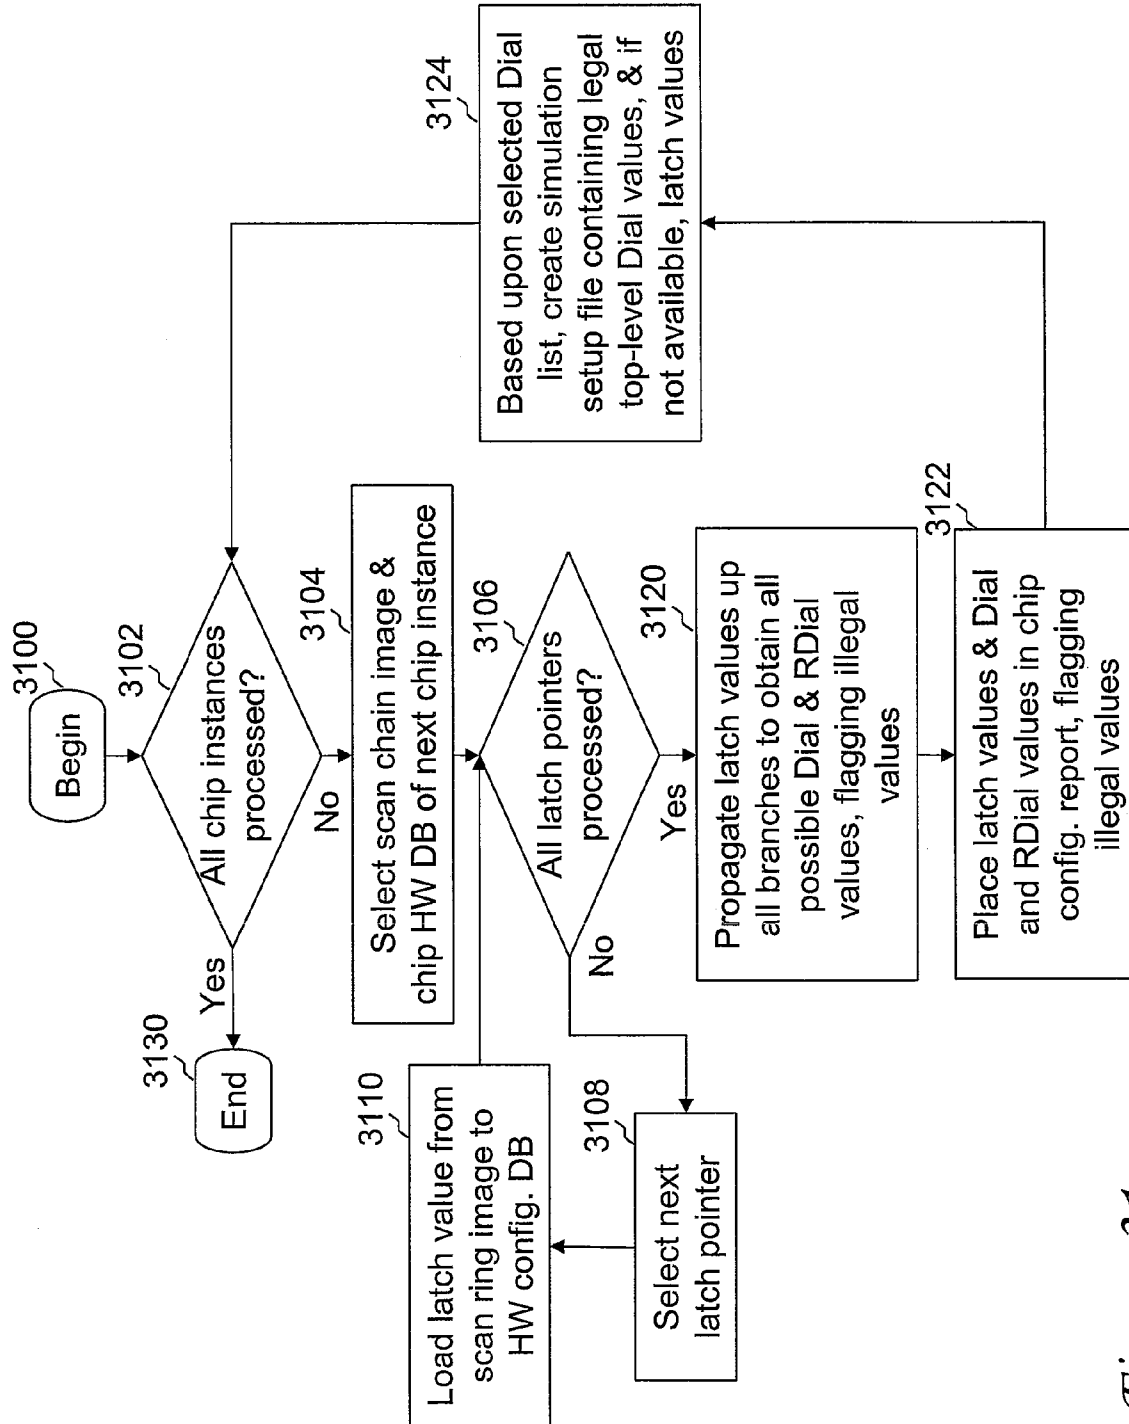 3100
Begin
3102
All chip instances
processed?
Yes
No
3130
End
3104
Select scan chain image &
chip HW DB of next chip instance
3106
All latch pointers
processed?
No
Yes
3108
Select next
latch pointer
3110
Load latch value from
scan ring image to
HW config. DB
3120
Propagate latch values up
all branches to obtain all
possible Dial & RDial
values, flagging illegal
values
3122
Place latch values & Dial
and RDial values in chip
config. report, flagging
illegal values
3124
Based upon selected Dial
list, create simulation
setup file containing legal
top-level Dial values, & if
not available, latch values